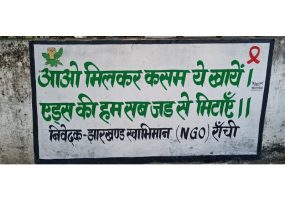 आओ मिलकर कसम ये खायें।
एड्स को हम सब जड़ से मिटाएँ।।
निवेदक-झारखण्ड स्वाभिमान (NGO) राँची